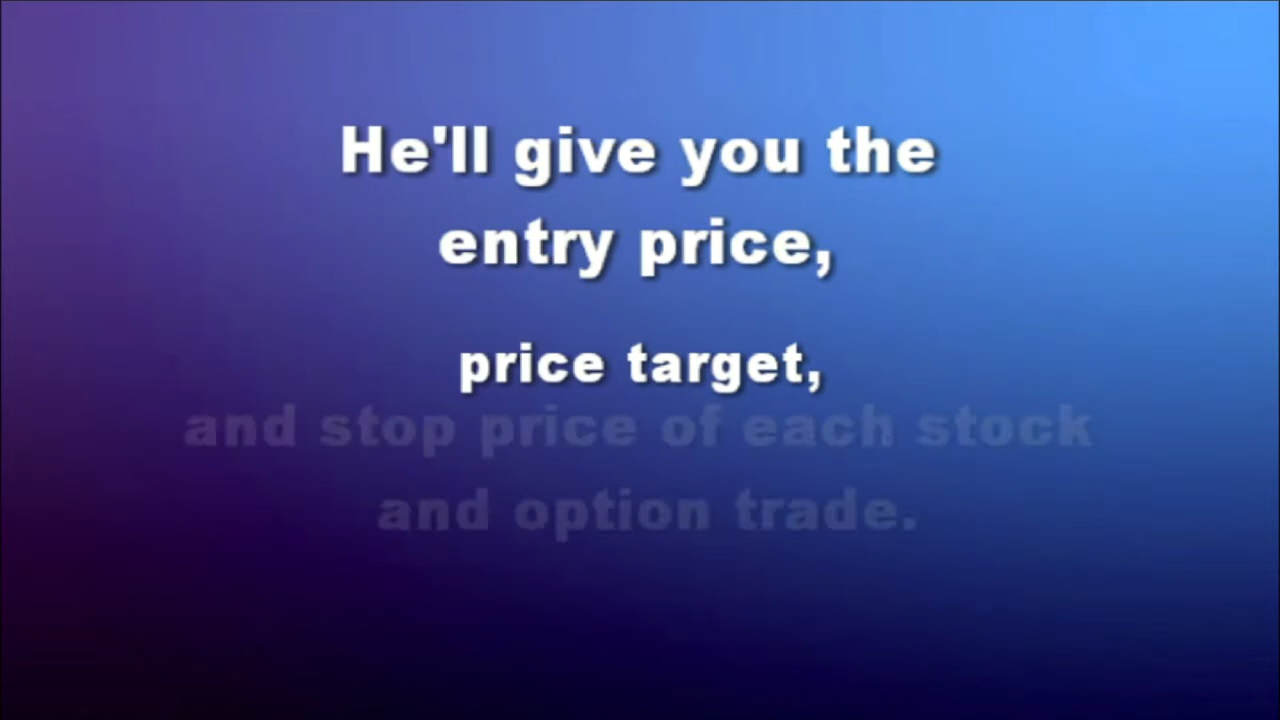 He'll give you the
entry price,
price target,
and stop price of each stock
and option trade.